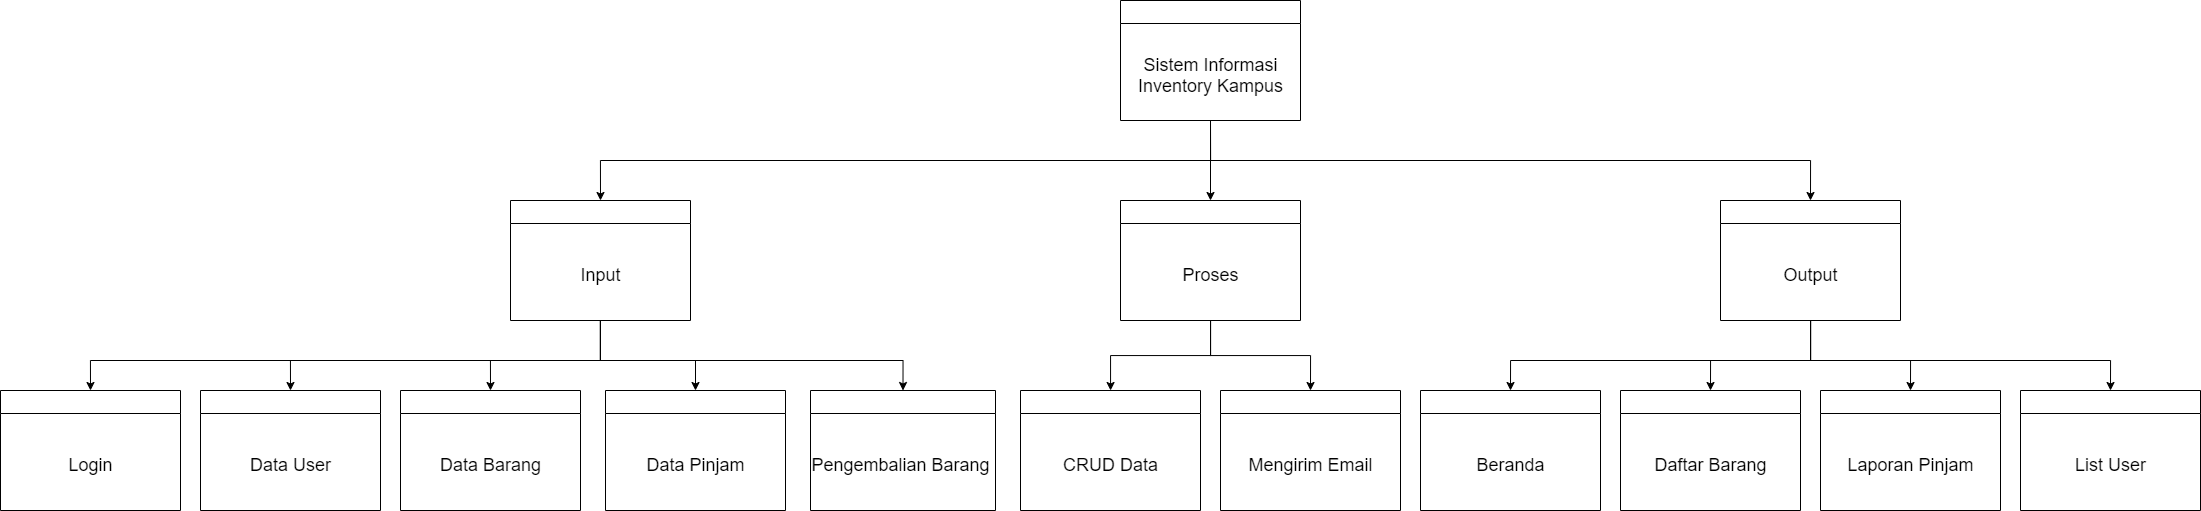 Sistem Informasi
Inventory Kampus
Input
Proses
Output
Login
Data User
Data Barang
Data Pinjam
Pengembalian Barang
CRUD Data
Mengirim Email
Beranda
Daftar Barang
Laporan Pinjam
List User